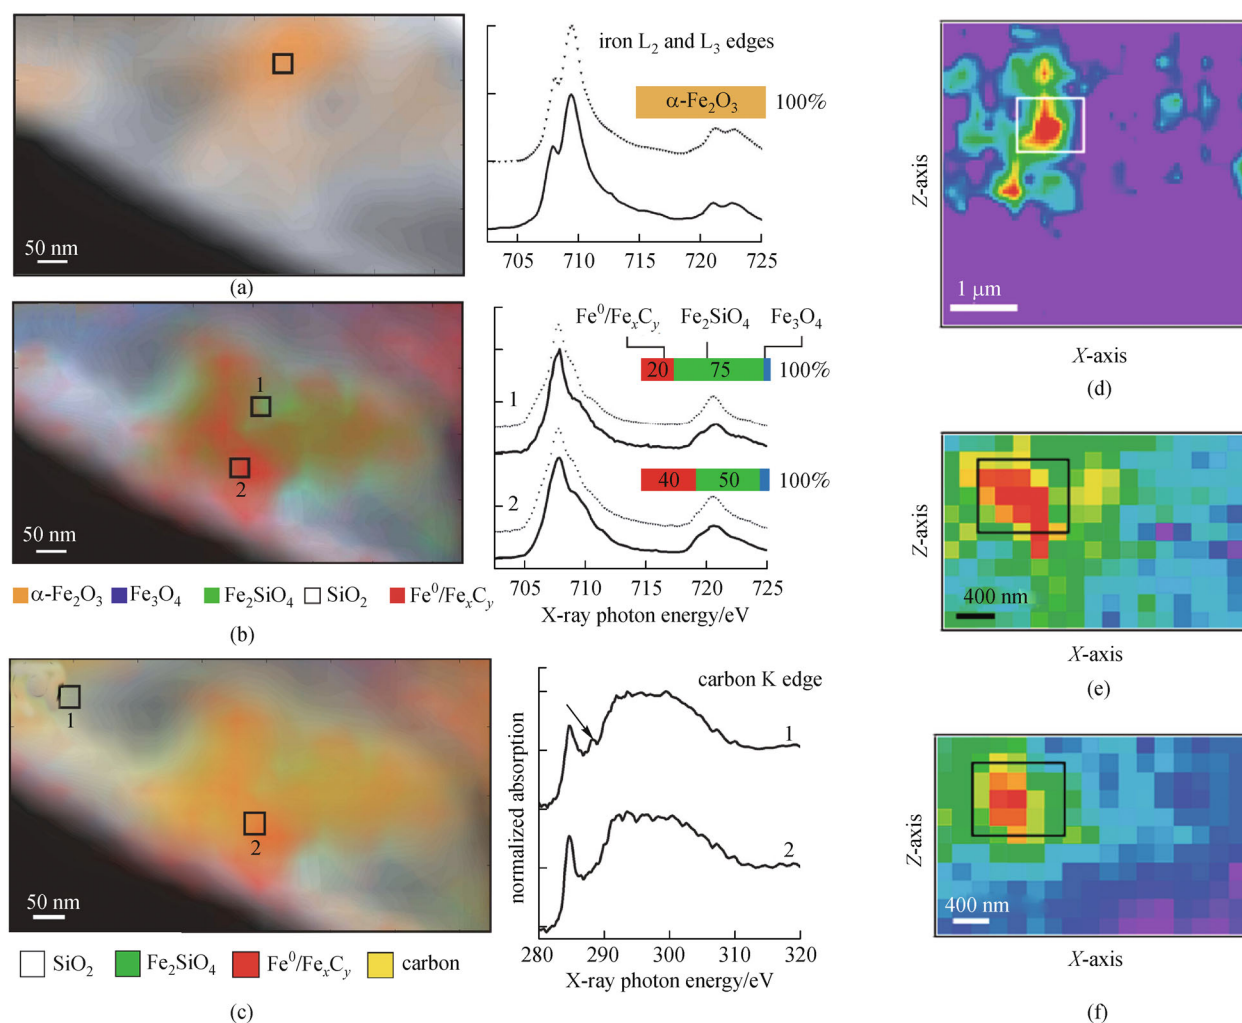 iron L₂ and L₃ edges
α-Fe₂O₃ 100%
50 nm
705 710 715 720 725
(a)
Fe⁰/FeₓC_y Fe₂SiO₄ Fe₃O₄
20 75 100%
1
1
40 50 100%
2
2
50 nm
705 710 715 720 725
X-ray photon energy/eV
α-Fe₂O₃ Fe₃O₄ Fe₂SiO₄ SiO₂ Fe⁰/FeₓC_y
(b)
carbon K edge
1
1
2
2
normalized absorption
50 nm
280 290 300 310 320
X-ray photon energy/eV
SiO₂ Fe₂SiO₄ Fe⁰/FeₓC_y carbon
(c)
Z-axis
1 μm
X-axis
(d)
Z-axis
400 nm
X-axis
(e)
Z-axis
400 nm
X-axis
(f)